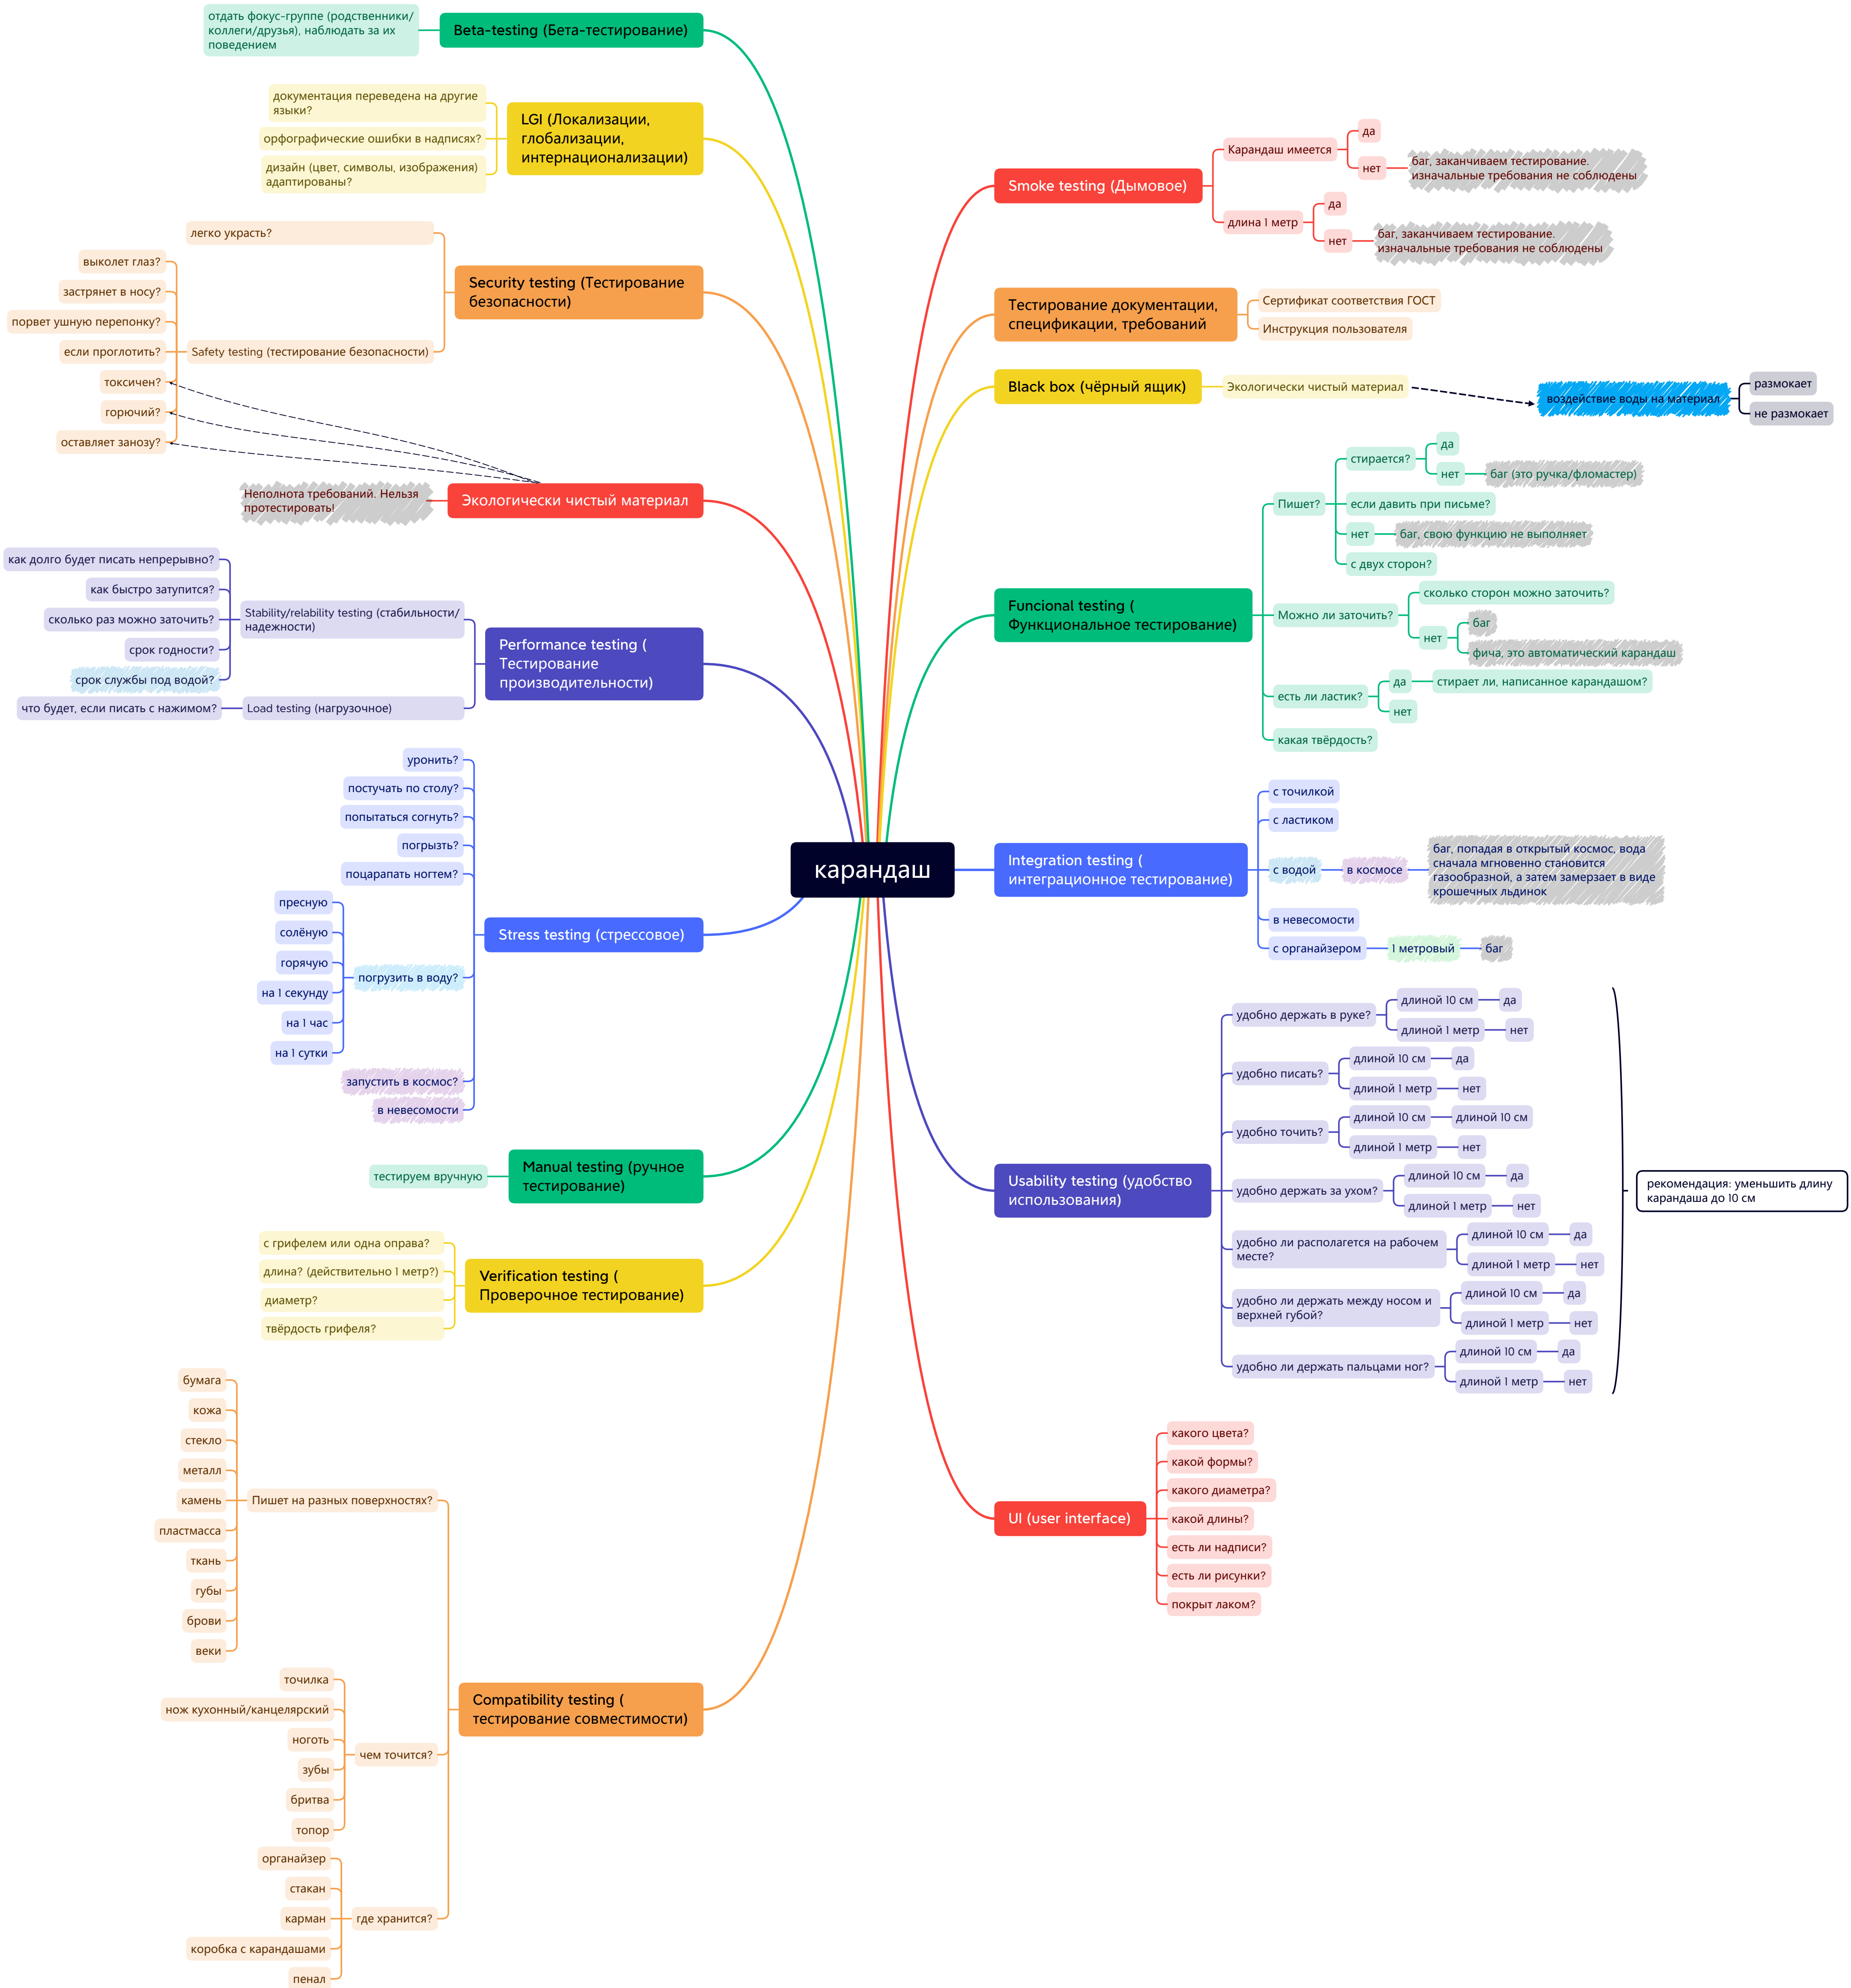 карандаш
Smoke testing (Дымовое)
Карандаш имеется
да
нет
баг, заканчиваем тестирование.
изначальные требования не соблюдены
длина 1 метр
да
нет
баг, заканчиваем тестирование.
изначальные требования не соблюдены
Тестирование документации,
спецификации, требований
Сертификат соответствия ГОСТ
Инструкция пользователя
Black box (чёрный ящик)
Экологически чистый материал
воздействие воды на материал
размокает
не размокает
Funcional testing (
Функциональное тестирование)
Пишет?
стирается?
да
нет
баг (это ручка/фломастер)
если давить при письме?
нет
баг, свою функцию не выполняет
с двух сторон?
Можно ли заточить?
сколько сторон можно заточить?
нет
баг
фича, это автоматический карандаш
есть ли ластик?
да
стирает ли, написанное карандашом?
нет
какая твёрдость?
Integration testing (
интеграционное тестирование)
с точилкой
с ластиком
с водой
в космосе
баг, попадая в открытый космос, вода
сначала мгновенно становится
газообразной, а затем замерзает в виде
крошечных льдинок
в невесомости
с органайзером
1 метровый
баг
Usability testing (удобство
использования)
удобно держать в руке?
длиной 10 см
да
длиной 1 метр
нет
удобно писать?
длиной 10 см
да
длиной 1 метр
нет
удобно точить?
длиной 10 см
длиной 10 см
длиной 1 метр
нет
удобно держать за ухом?
длиной 10 см
да
длиной 1 метр
нет
удобно ли располагется на рабочем
месте?
длиной 10 см
да
длиной 1 метр
нет
удобно ли держать между носом и
верхней губой?
длиной 10 см
да
длиной 1 метр
нет
удобно ли держать пальцами ног?
длиной 10 см
да
длиной 1 метр
нет
рекомендация: уменьшить длину
карандаша до 10 см
UI (user interface)
какого цвета?
какой формы?
какого диаметра?
какой длины?
есть ли надписи?
есть ли рисунки?
покрыт лаком?
Beta-testing (Бета-тестирование)
отдать фокус-группе (родственники/
коллеги/друзья), наблюдать за их
поведением
LGI (Локализации,
глобализации,
интернационализации)
документация переведена на другие
языки?
орфографические ошибки в надписях?
дизайн (цвет, символы, изображения)
адаптированы?
Security testing (Тестирование
безопасности)
легко украсть?
Safety testing (тестирование безопасности)
выколет глаз?
застрянет в носу?
порвет ушную перепонку?
если проглотить?
токсичен?
горючий?
оставляет занозу?
Экологически чистый материал
Неполнота требований. Нельзя
протестировать!
Performance testing (
Тестирование
производительности)
Stability/relability testing (стабильности/
надежности)
как долго будет писать непрерывно?
как быстро затупится?
сколько раз можно заточить?
срок годности?
срок службы под водой?
Load testing (нагрузочное)
что будет, если писать с нажимом?
Stress testing (стрессовое)
уронить?
постучать по столу?
попытаться согнуть?
погрызть?
поцарапать ногтем?
погрузить в воду?
пресную
солёную
горячую
на 1 секунду
на 1 час
на 1 сутки
запустить в космос?
в невесомости
Manual testing (ручное
тестирование)
тестируем вручную
Verification testing (
Проверочное тестирование)
с грифелем или одна оправа?
длина? (действительно 1 метр?)
диаметр?
твёрдость грифеля?
Compatibility testing (
тестирование совместимости)
Пишет на разных поверхностях?
бумага
кожа
стекло
металл
камень
пластмасса
ткань
губы
брови
веки
чем точится?
точилка
нож кухонный/канцелярский
ноготь
зубы
бритва
топор
где хранится?
органайзер
стакан
карман
коробка с карандашами
пенал